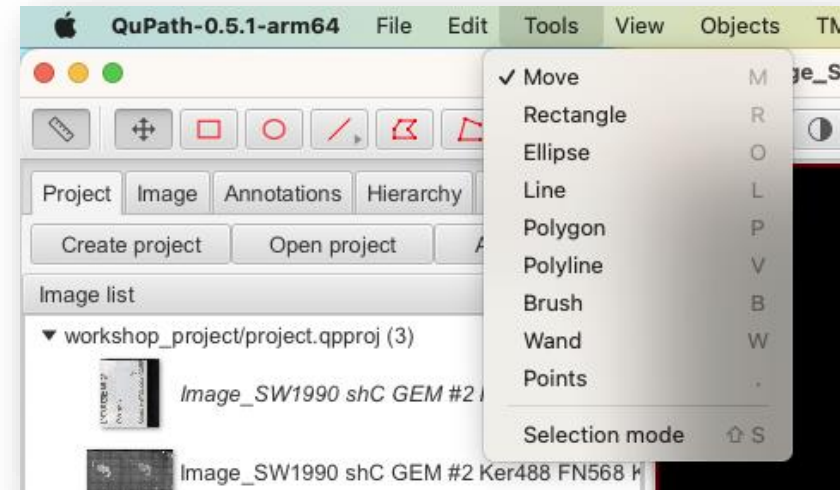 QuPath-0.5.1-arm64 File Edit Tools View Objects TM
ge_S
✓ Move M
Rectangle R
Ellipse O
Line L
Polygon P
Polyline V
Brush B
Wand W
Points .
Selection mode ⇧ S
Project Image Annotations Hierarchy
Create project Open project A
Image list
▼ workshop_project/project.qpproj (3)
Image_SW1990 shC GEM #2
Image_SW1990 shC GEM #2 Ker488 FN568 K